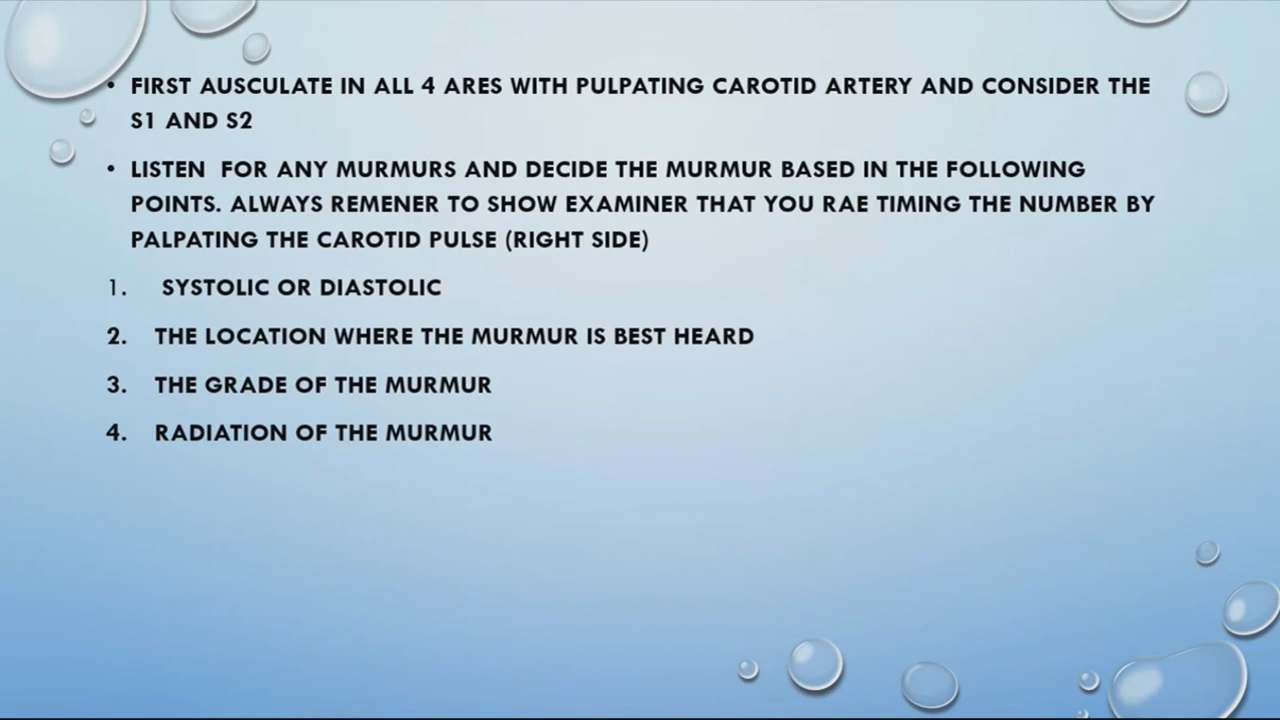 • FIRST AUSCULATE IN ALL 4 ARES WITH PULPATING CAROTID ARTERY AND CONSIDER THE
S1 AND S2
• LISTEN  FOR ANY MURMURS AND DECIDE THE MURMUR BASED IN THE FOLLOWING
POINTS. ALWAYS REMENER TO SHOW EXAMINER THAT YOU RAE TIMING THE NUMBER BY
PALPATING THE CAROTID PULSE (RIGHT SIDE)
1. SYSTOLIC OR DIASTOLIC
2. THE LOCATION WHERE THE MURMUR IS BEST HEARD
3. THE GRADE OF THE MURMUR
4. RADIATION OF THE MURMUR